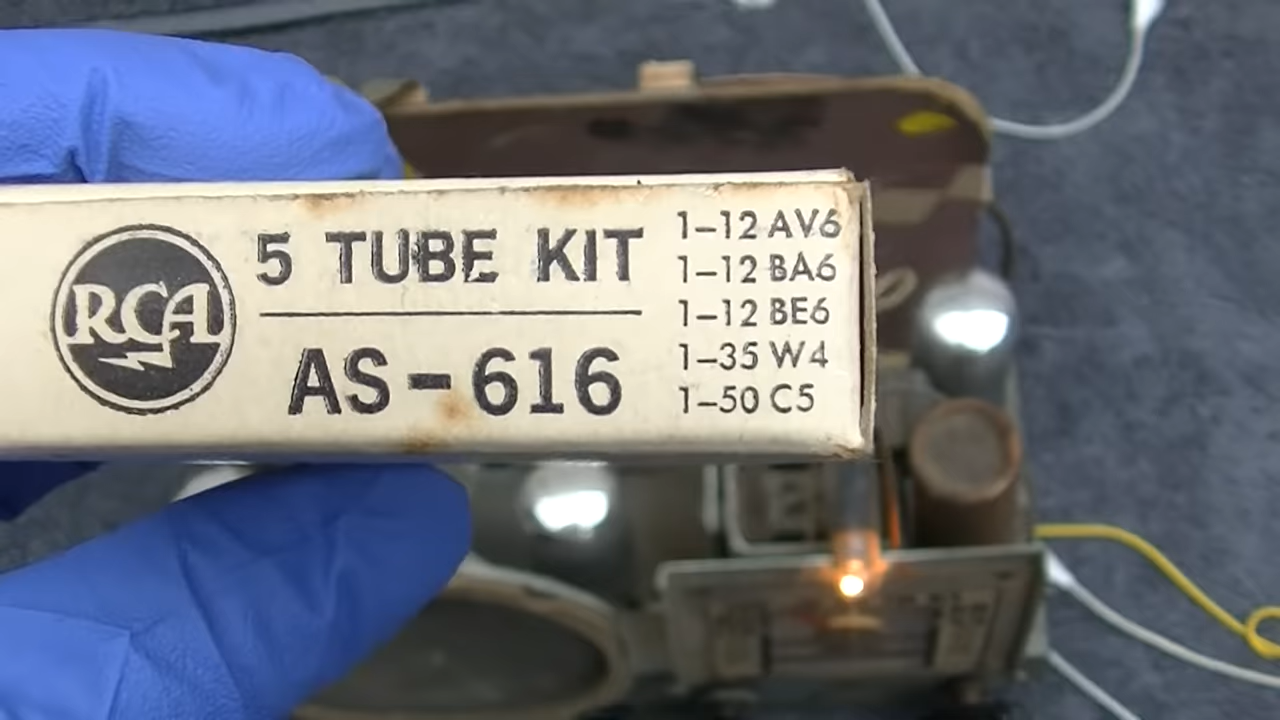 RCA
5 TUBE KIT
AS-616
1-12 AV6
1-12 BA6
1-12 BE6
1-35 W4
1-50 C5